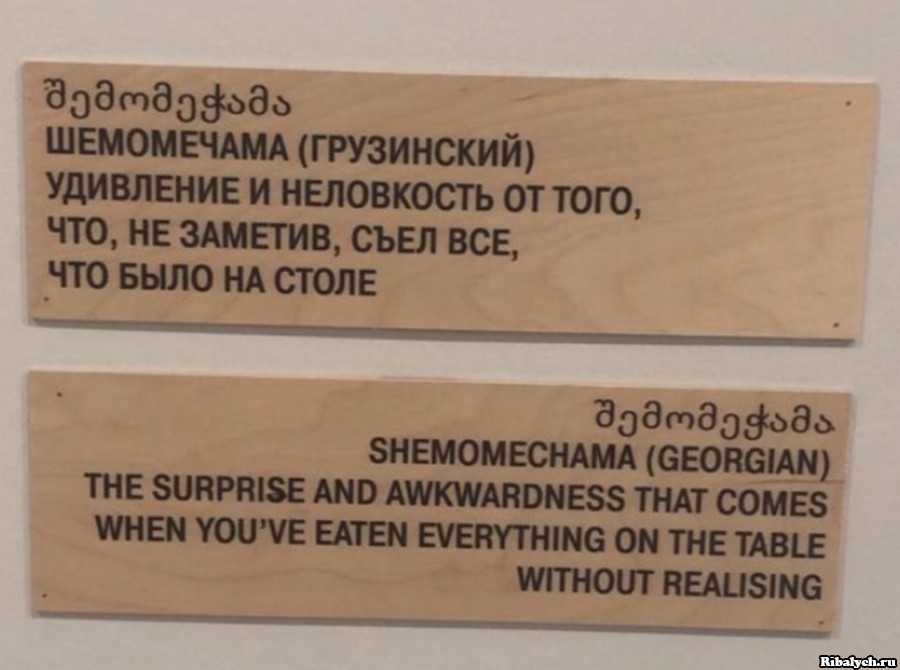 შემომეჭამა
ШЕМОМЕЧАМА (ГРУЗИНСКИЙ)
УДИВЛЕНИЕ И НЕЛОВКОСТЬ ОТ ТОГО,
ЧТО, НЕ ЗАМЕТИВ, СЪЕЛ ВСЕ,
ЧТО БЫЛО НА СТОЛЕ
შემომეჭამა
SHEMOMECHAMA (GEORGIAN)
THE SURPRISE AND AWKWARDNESS THAT COMES
WHEN YOU'VE EATEN EVERYTHING ON THE TABLE
WITHOUT REALISING
Ribalych.ru